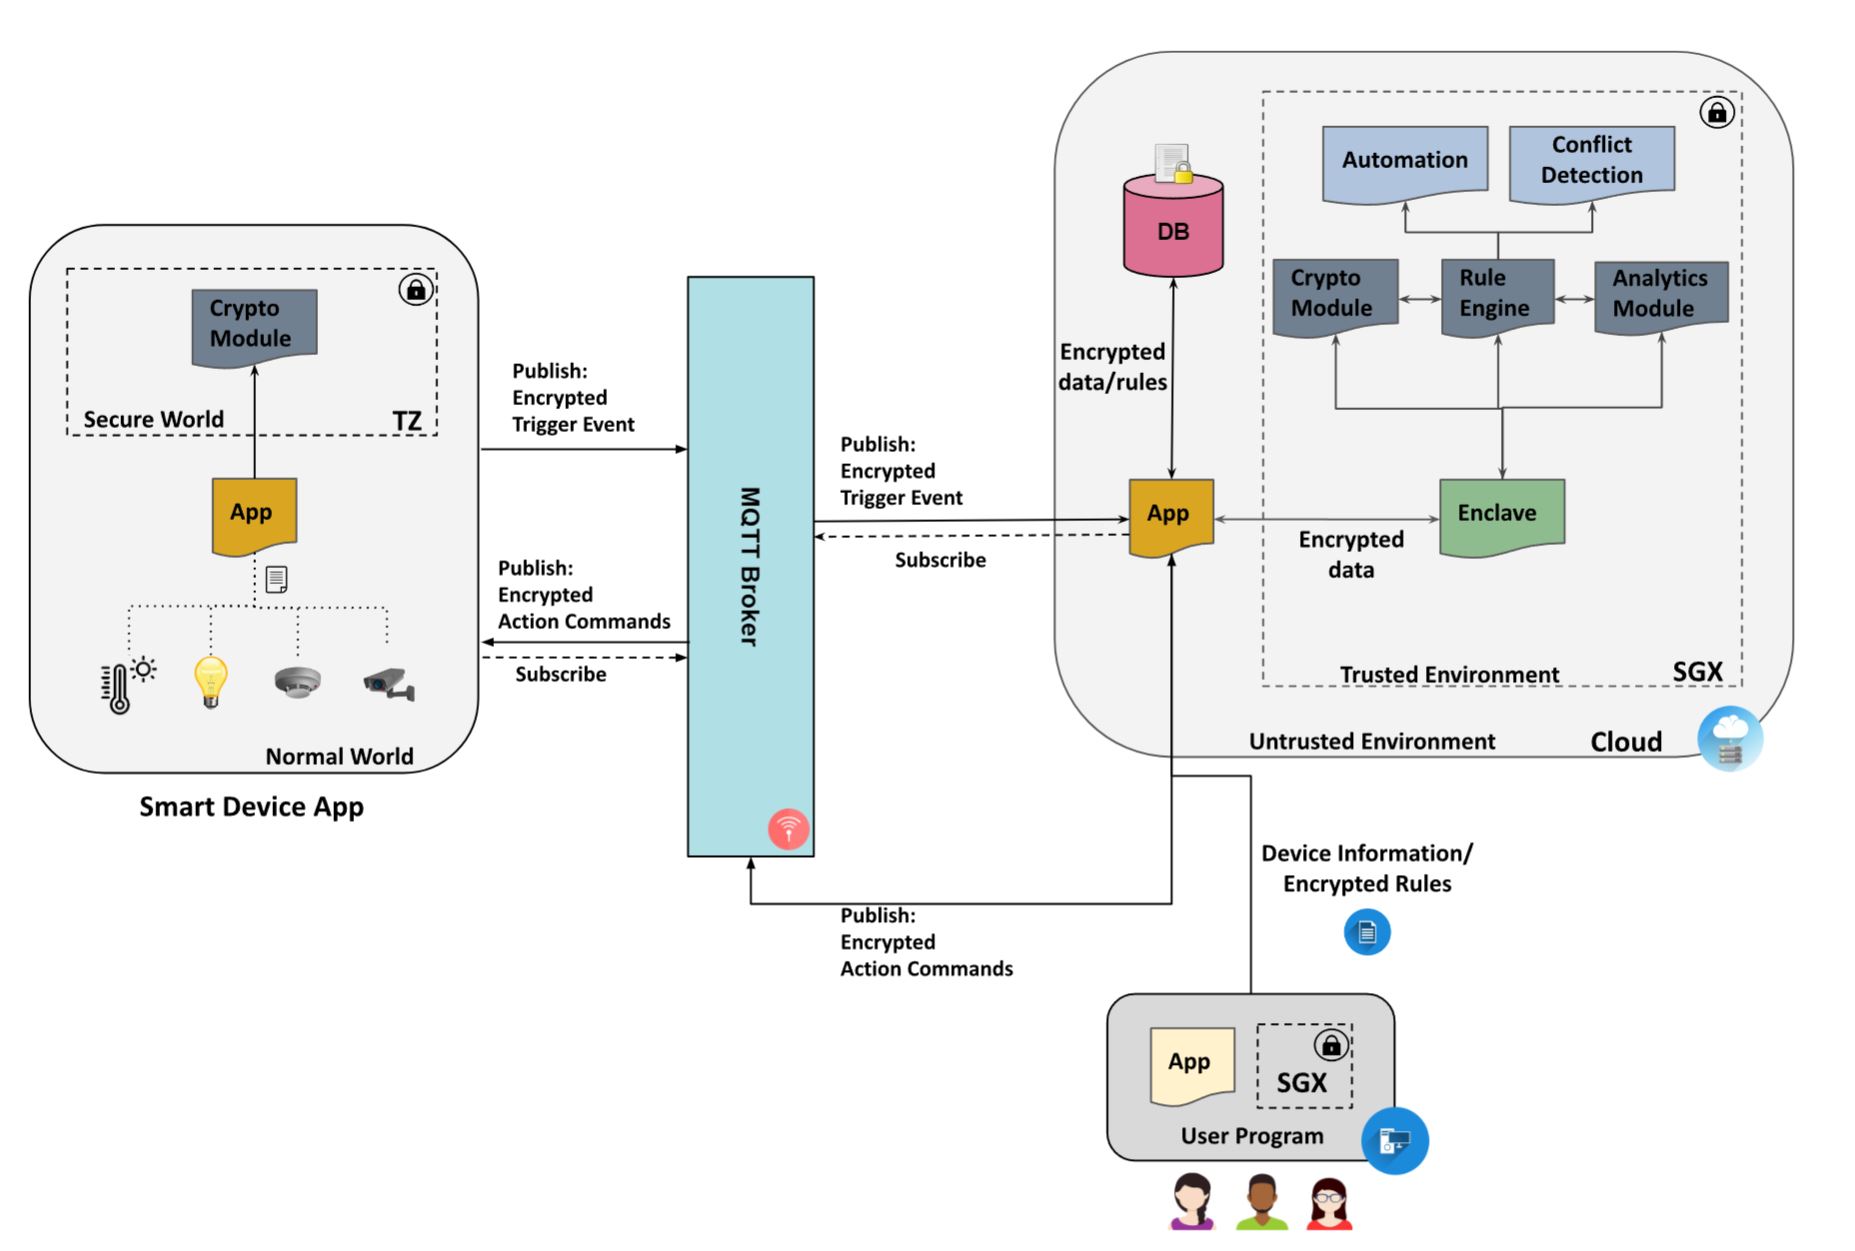 Crypto
Module
Secure World
TZ
App
Normal World
Smart Device App
Publish:
Encrypted
Trigger Event
Publish:
Encrypted
Action Commands
Subscribe
MQTT Broker
Publish:
Encrypted
Trigger Event
Subscribe
Publish:
Encrypted
Action Commands
DB
Encrypted
data/rules
App
Encrypted
data
Automation
Conflict
Detection
Crypto
Module
Rule
Engine
Analytics
Module
Enclave
Trusted Environment
SGX
Untrusted Environment
Cloud
Device Information/
Encrypted Rules
App
SGX
User Program